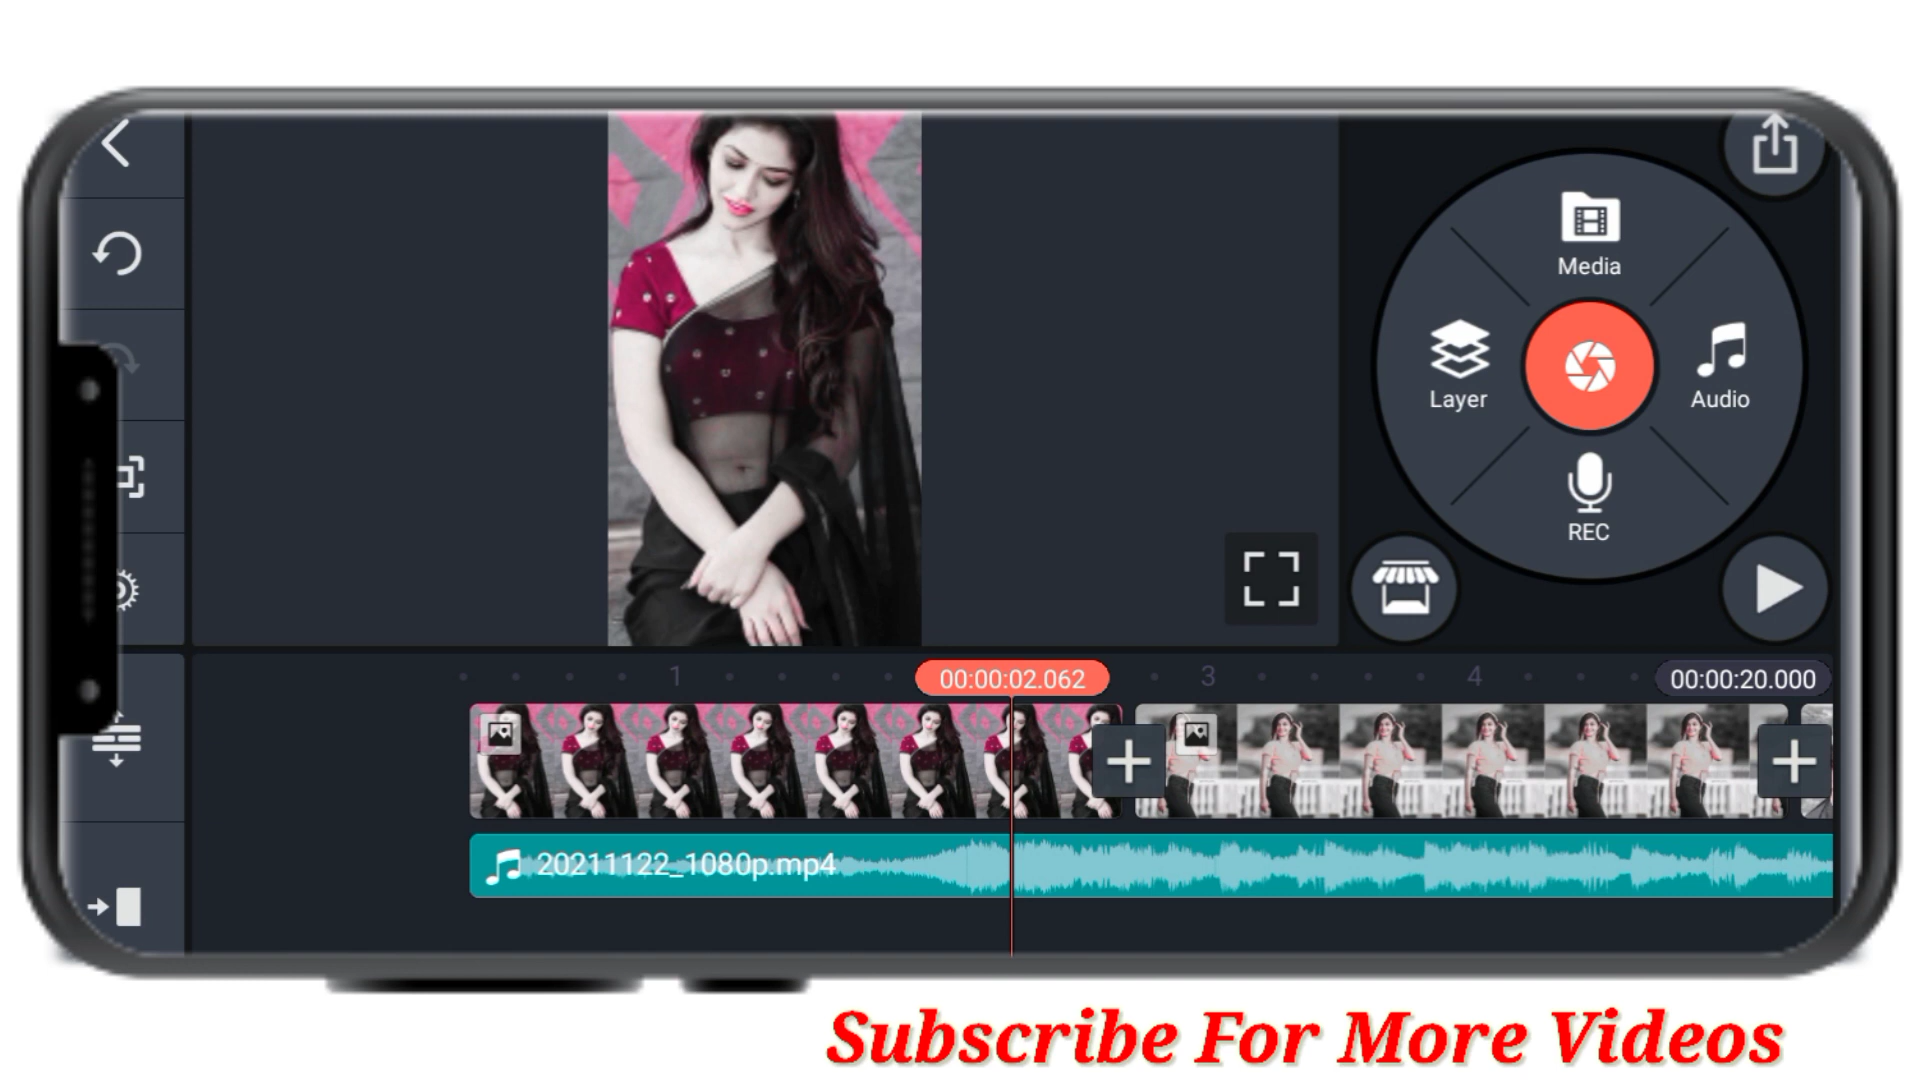 Media
Layer
Audio
REC
1
00:00:02.062
3
4
00:00:20.000
20211122_1080p.mp4
Subscribe For More Videos